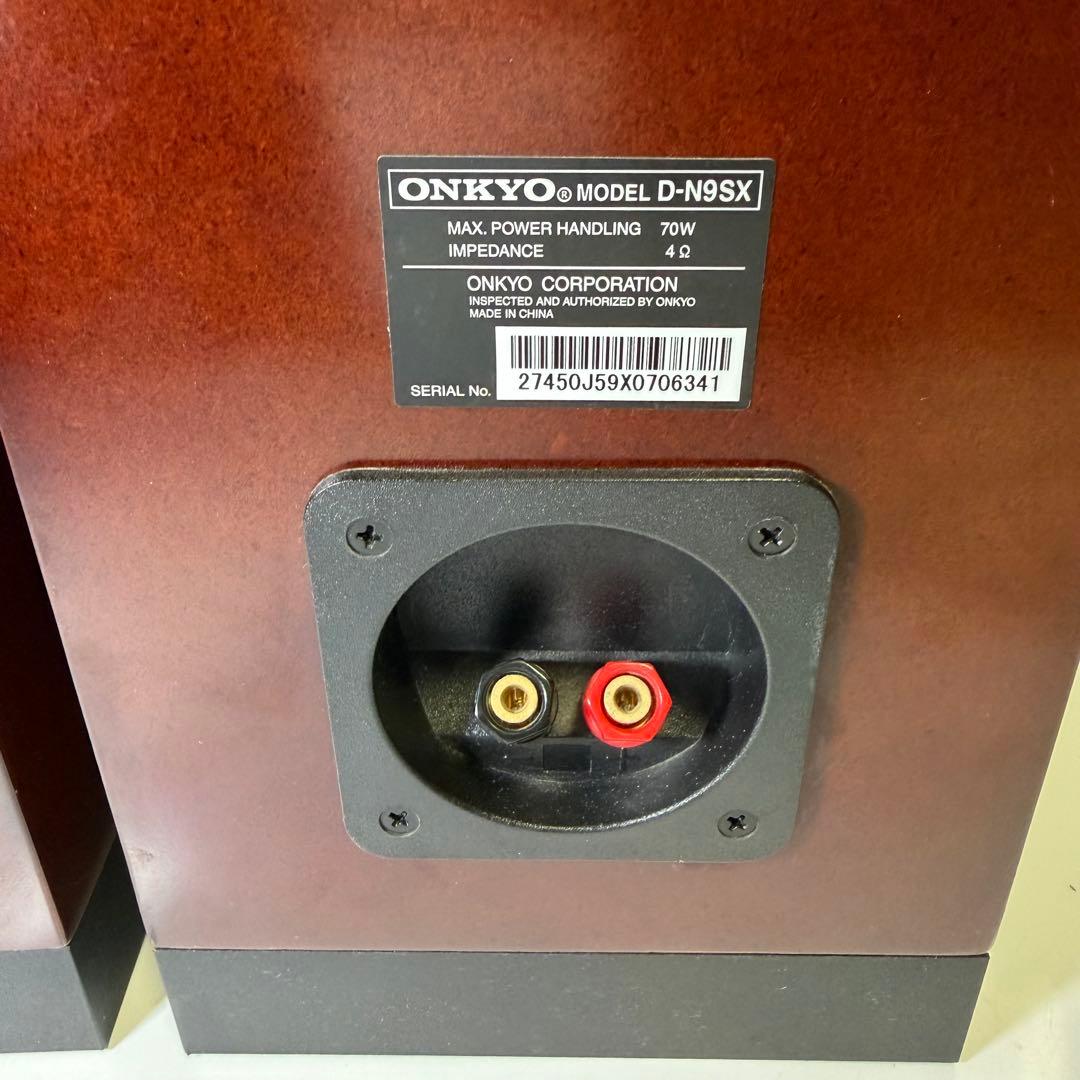 ONKYO® MODEL D-N9SX
MAX. POWER HANDLING 70W
IMPEDANCE 4 Ω
ONKYO CORPORATION
INSPECTED AND AUTHORIZED BY ONKYO
MADE IN CHINA
SERIAL No. 27450J59X0706341